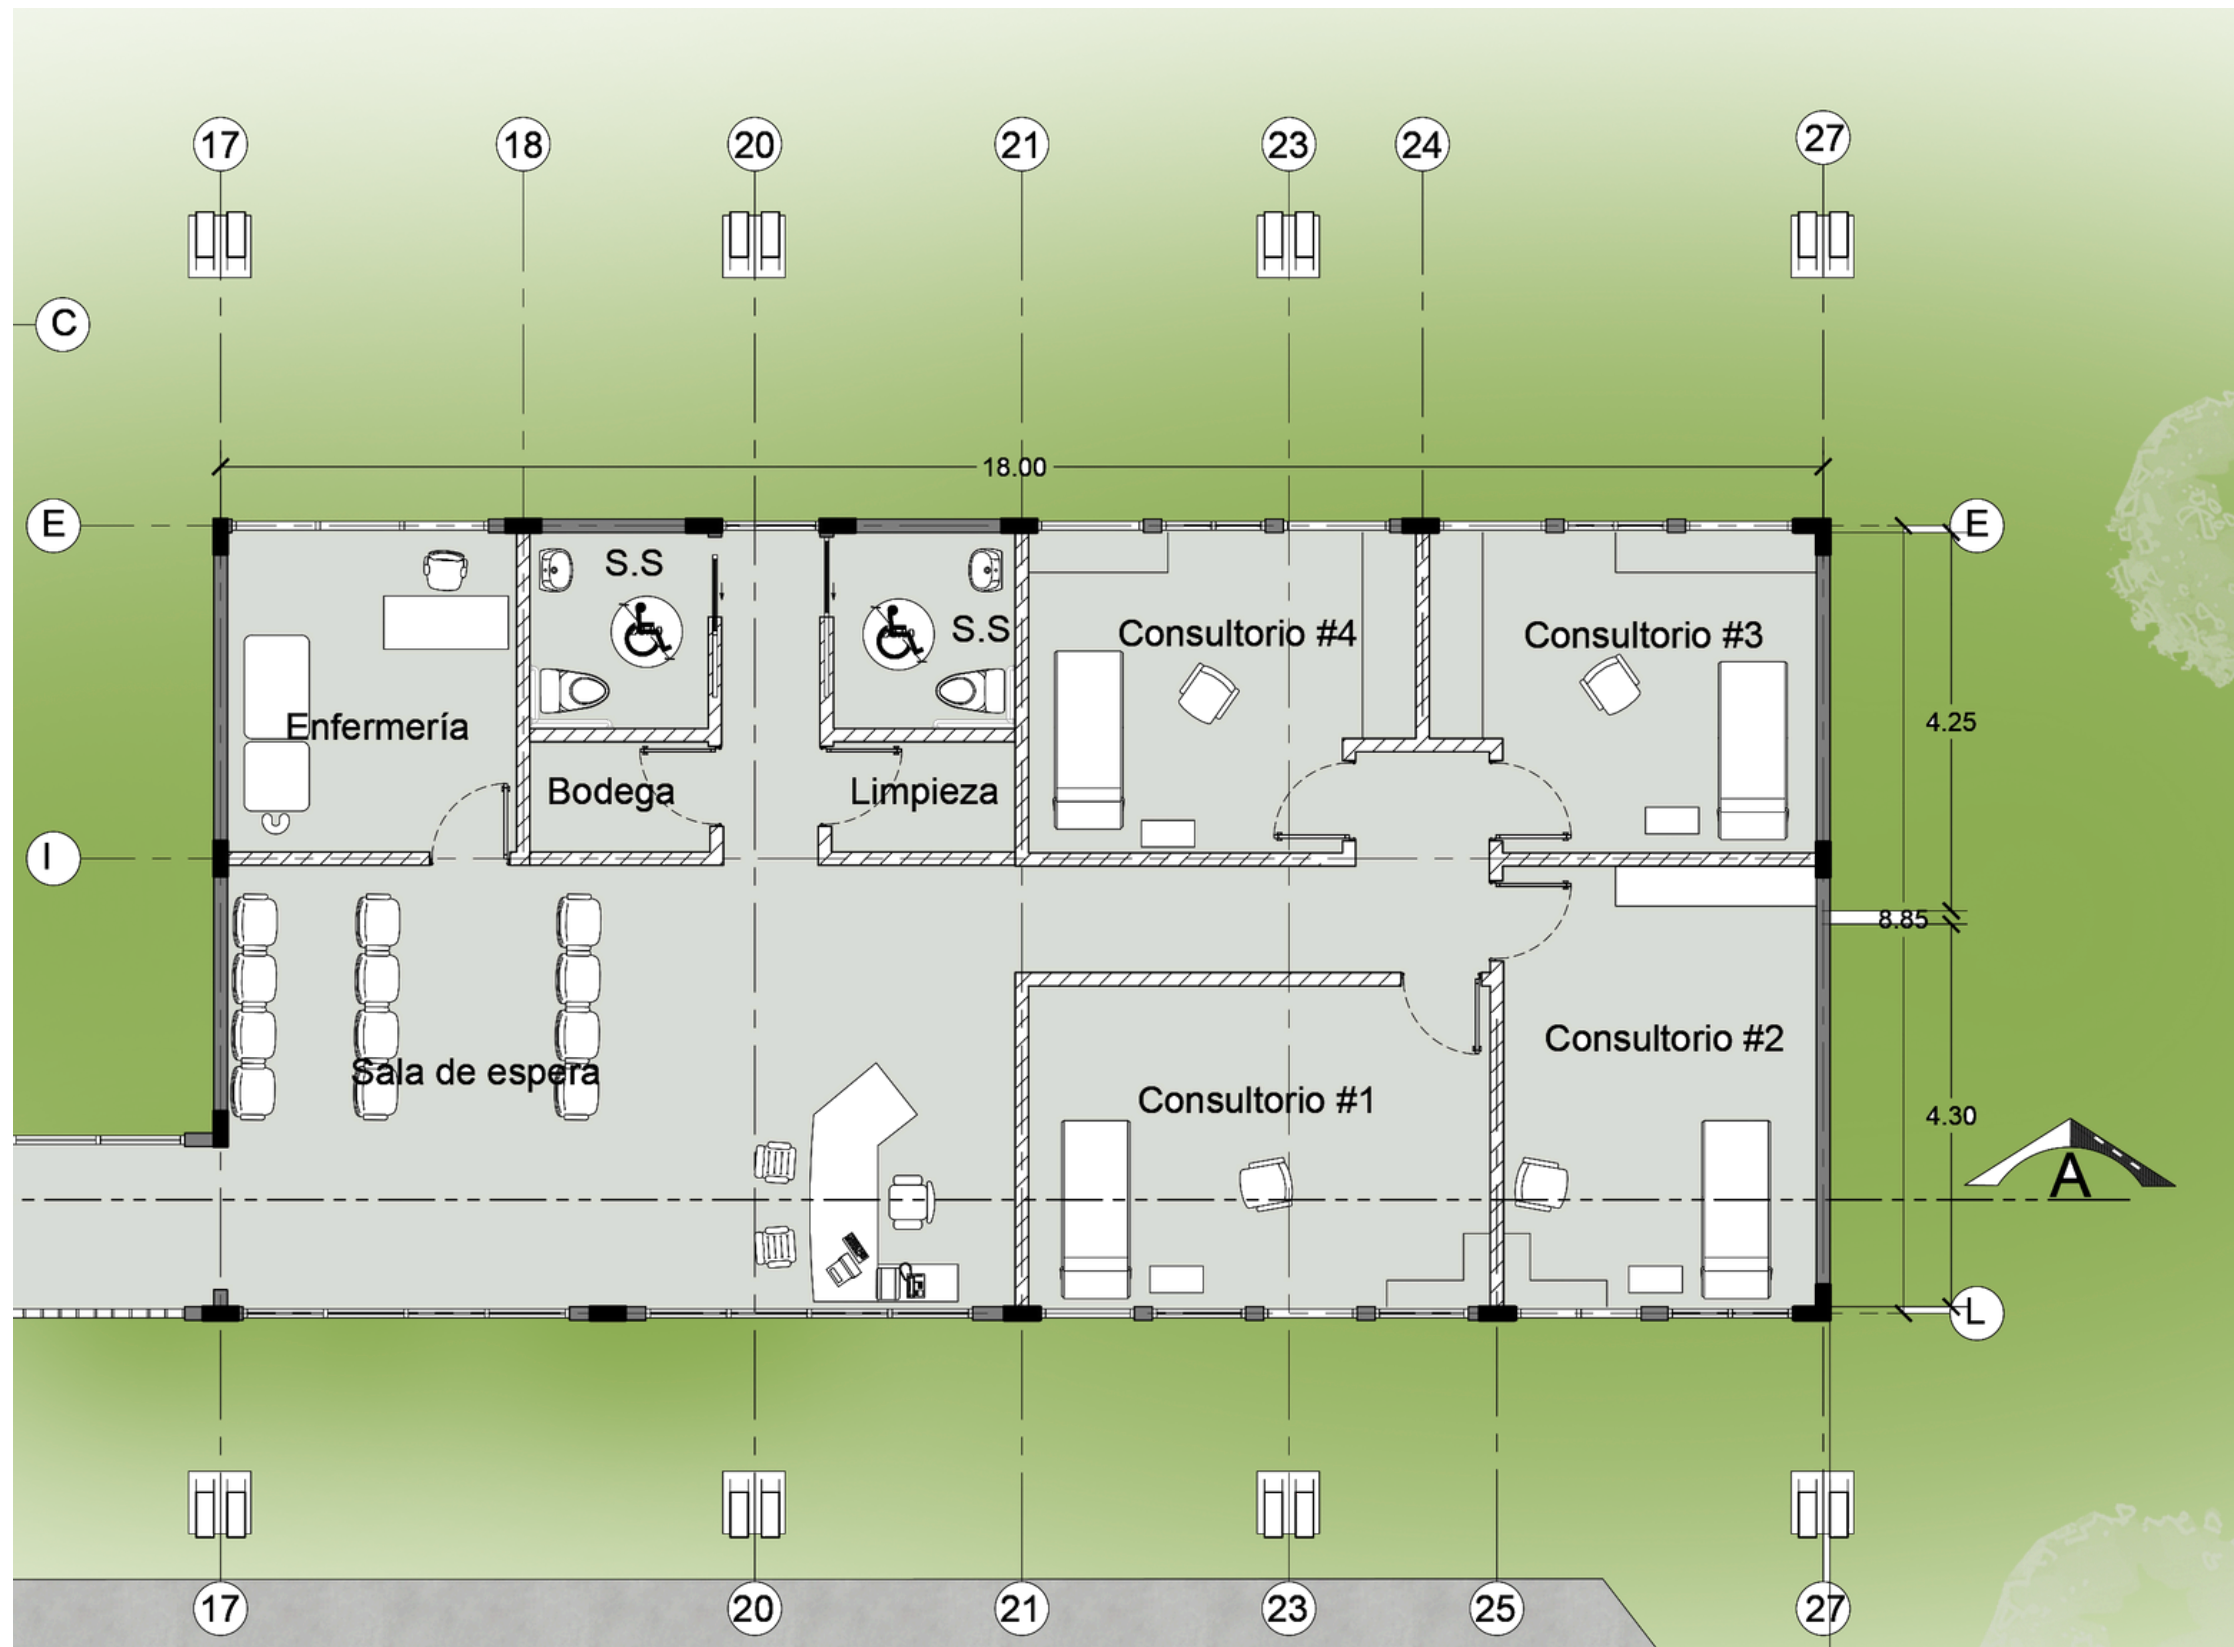 17 18 20 21 23 24 27
C
18.00
E E
S.S
S.S
Consultorio #4 Consultorio #3
4.25
Enfermería
Bodega Limpieza
I
8.85
Consultorio #2
Sala de espera
Consultorio #1
4.30
A
L
17 20 21 23 25 27